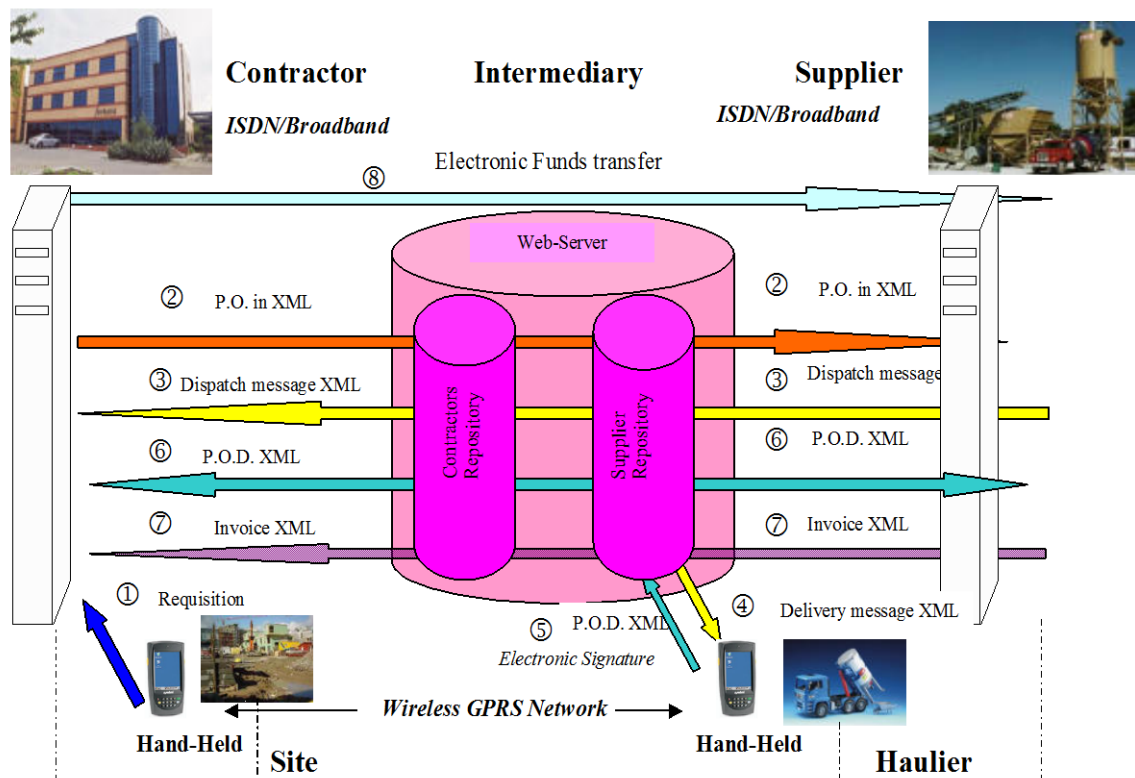 Contractor
Intermediary
Supplier
ISDN/Broadband
ISDN/Broadband
Electronic Funds transfer
⑧
Web-Server
② P.O. in XML
② P.O. in XML
③ Dispatch message XML
③ Dispatch message
Contractors
Repository
Supplier
Repository
⑥ P.O.D. XML
⑥ P.O.D. XML
⑦ Invoice XML
⑦ Invoice XML
① Requisition
④ Delivery message XML
⑤ P.O.D. XML
Electronic Signature
Wireless GPRS Network
Hand-Held
Hand-Held
Site
Haulier